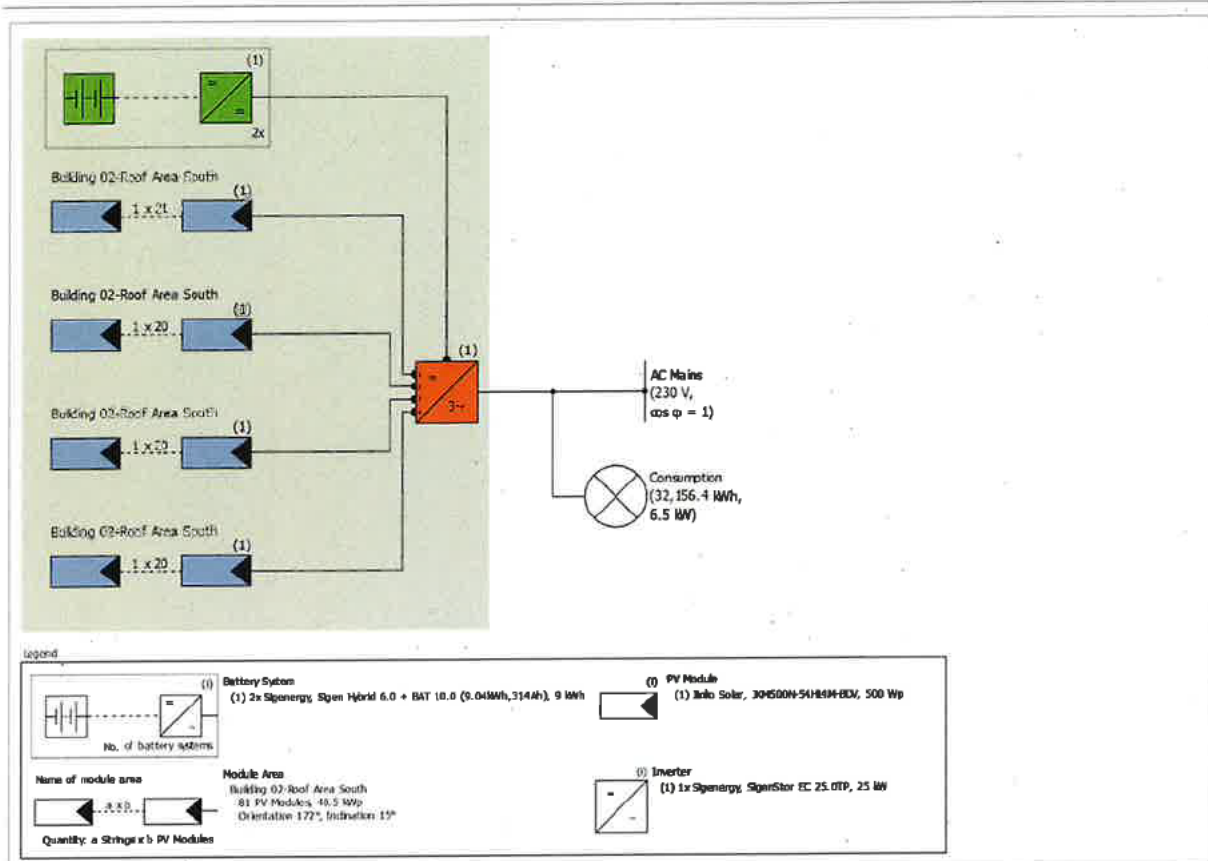 (1)
2x
Building 02-Roof Area South
(1)
1 x 21
Building 02-Roof Area South
(1)
1 x 20
(1)
3~
AC Mains
(230 V,
cos φ = 1)
Building 02-Roof Area South
(1)
1 x 20
Consumption
(32,156.4 kWh,
6.5 kW)
Building 02-Roof Area South
(1)
1 x 20
Legend
(i)
Battery System
(1) 2x Sigenergy, Sigen Hybrid 6.0 + BAT 10.0 (9.04kWh,314Ah), 9 kWh
No. of battery systems
(i) PV Module
(1) Jinko Solar, 500 Wp
Name of module area
a x b
Quantity: a Strings x b PV Modules
Module Area
Building 02-Roof Area South
81 PV Modules, 40.5 kWp
Orientation 172°, Inclination 15°
(i) Inverter
(1) 1x Sigenergy, SigenStor EC 25.0TP, 25 kW